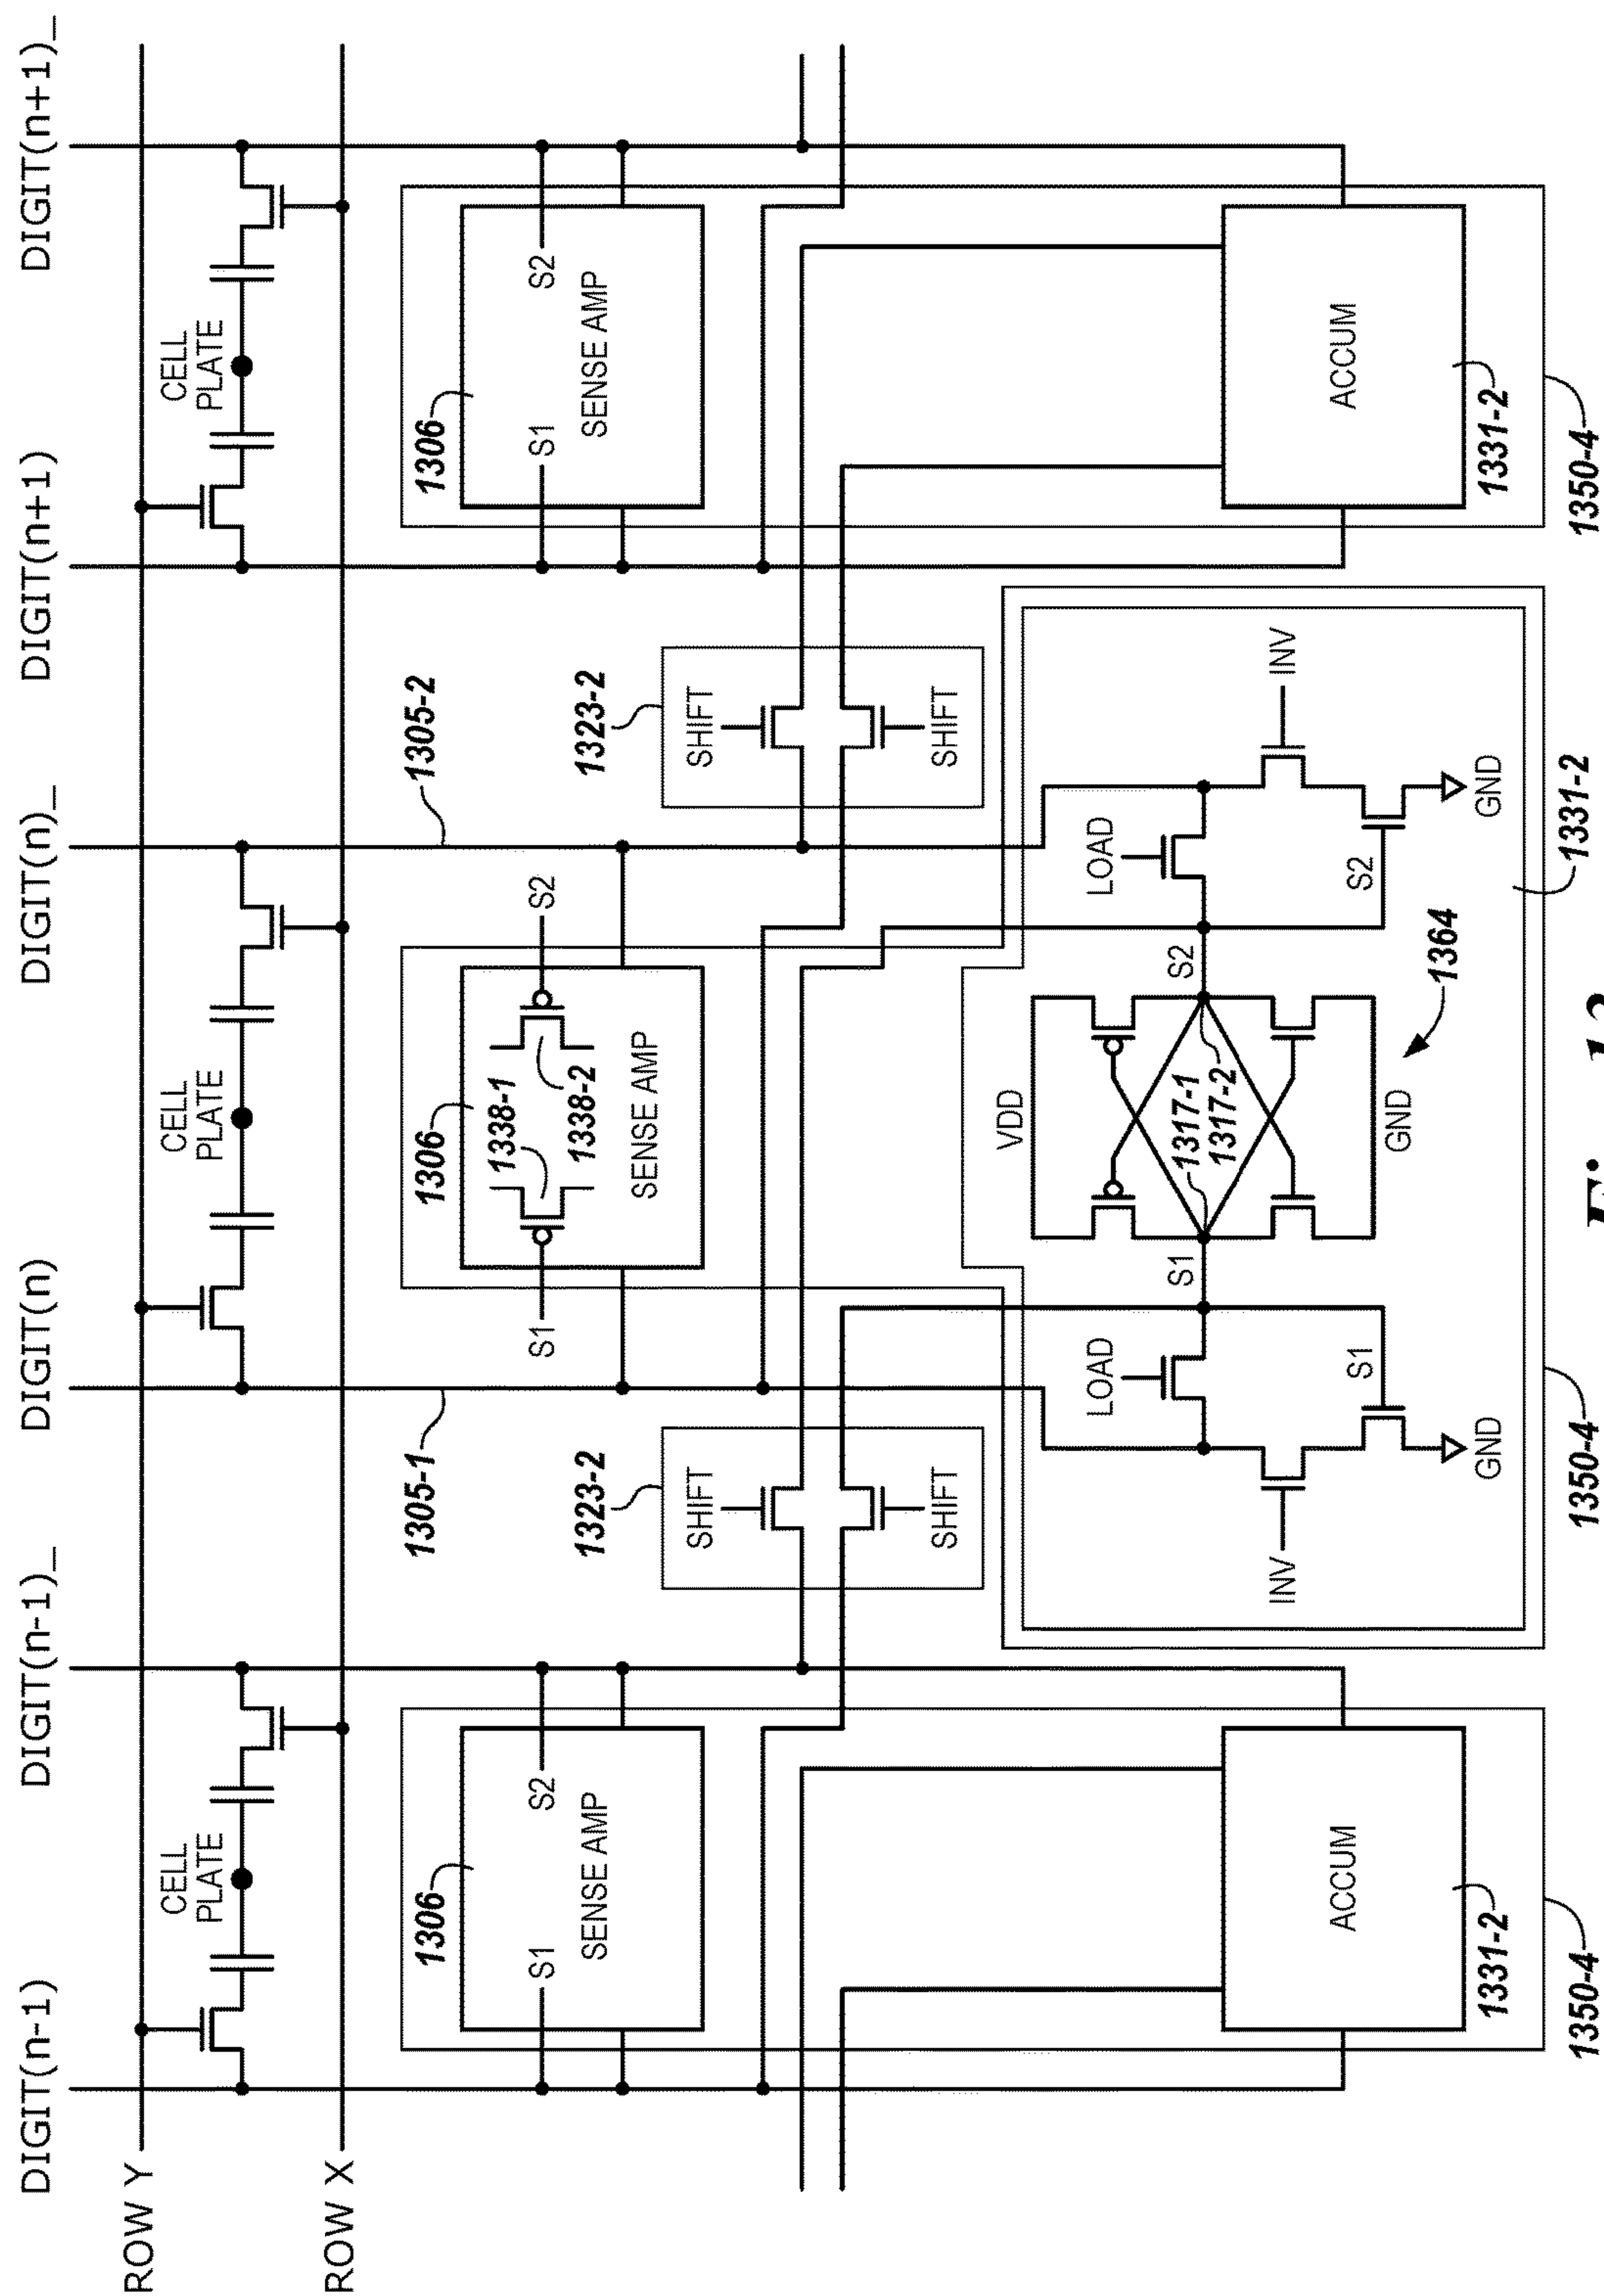 DIGIT(n-1)
DIGIT(n-1)_
DIGIT(n)
DIGIT(n)_
DIGIT(n+1)
DIGIT(n+1)_
ROW Y
CELL
PLATE
CELL
PLATE
CELL
PLATE
ROW X
1305-1
1305-2
1306
1306
1306
S1
S2
SENSE AMP
S1
1338-1
1338-2
S2
SENSE AMP
S1
S2
SENSE AMP
1323-2
1323-2
SHIFT
SHIFT
SHIFT
SHIFT
VDD
LOAD
LOAD
S1
1317-1
1317-2
S2
INV
INV
S1
S2
GND
1364
GND
GND
ACCUM
ACCUM
1331-2
1331-2
1331-2
1350-4
1350-4
1350-4